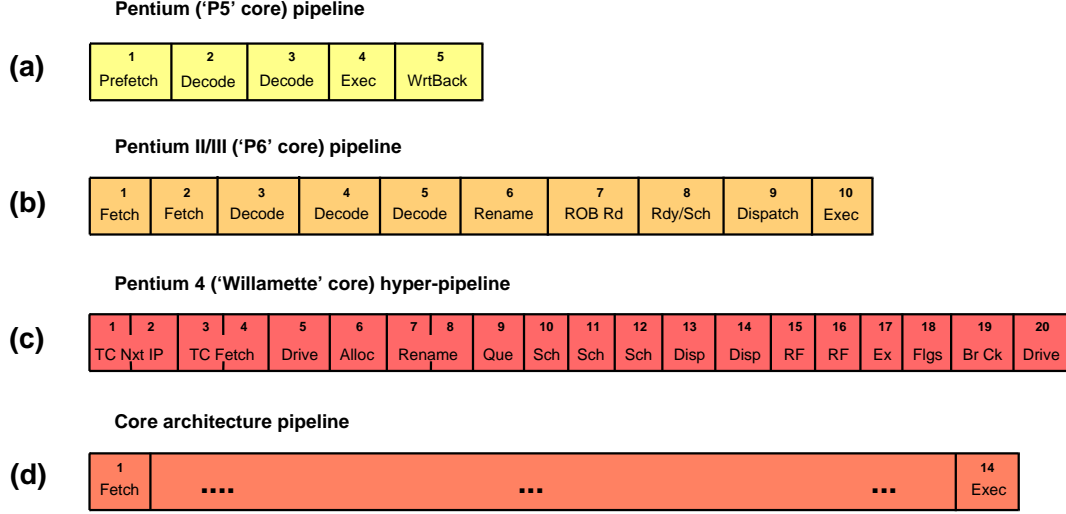 Pentium (‘P5’ core) pipeline
(a)
1 2 3 4 5
Prefetch Decode Decode Exec WrtBack
Pentium II/III (‘P6’ core) pipeline
(b)
1 2 3 4 5 6 7 8 9 10
Fetch Fetch Decode Decode Decode Rename ROB Rd Rdy/Sch Dispatch Exec
Pentium 4 (‘Willamette’ core) hyper-pipeline
(c)
1 2 3 4 5 6 7 8 9 10 11 12 13 14 15 16 17 18 19 20
TC Nxt IP TC Fetch Drive Alloc Rename Que Sch Sch Sch Disp Disp RF RF Ex Flgs Br Ck Drive
Core architecture pipeline
(d)
1 14
Fetch .... ... ... Exec